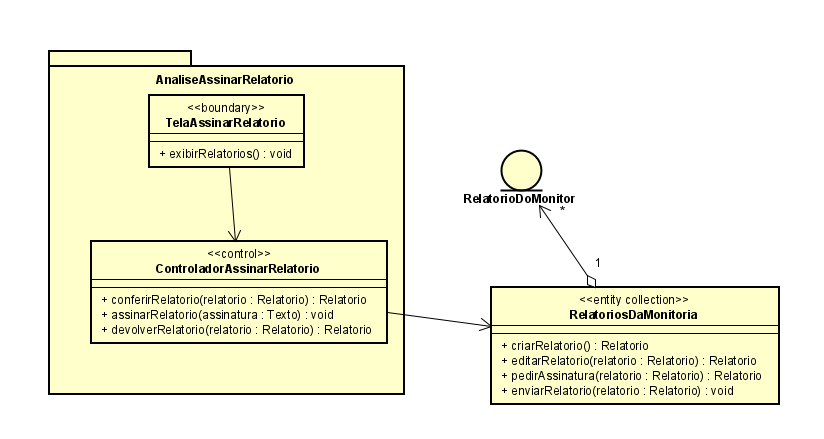 AnaliseAssinarRelatorio
<<boundary>>
TelaAssinarRelatorio
+ exibirRelatorios() : void
<<control>>
ControladorAssinarRelatorio
+ conferirRelatorio(relatorio : Relatorio) : Relatorio
+ assinarRelatorio(assinatura : Texto) : void
+ devolverRelatorio(relatorio : Relatorio) : Relatorio
RelatorioDoMonitor
*
1
<<entity collection>>
RelatoriosDaMonitoria
+ criarRelatorio() : Relatorio
+ editarRelatorio(relatorio : Relatorio) : Relatorio
+ pedirAssinatura(relatorio : Relatorio) : Relatorio
+ enviarRelatorio(relatorio : Relatorio) : void